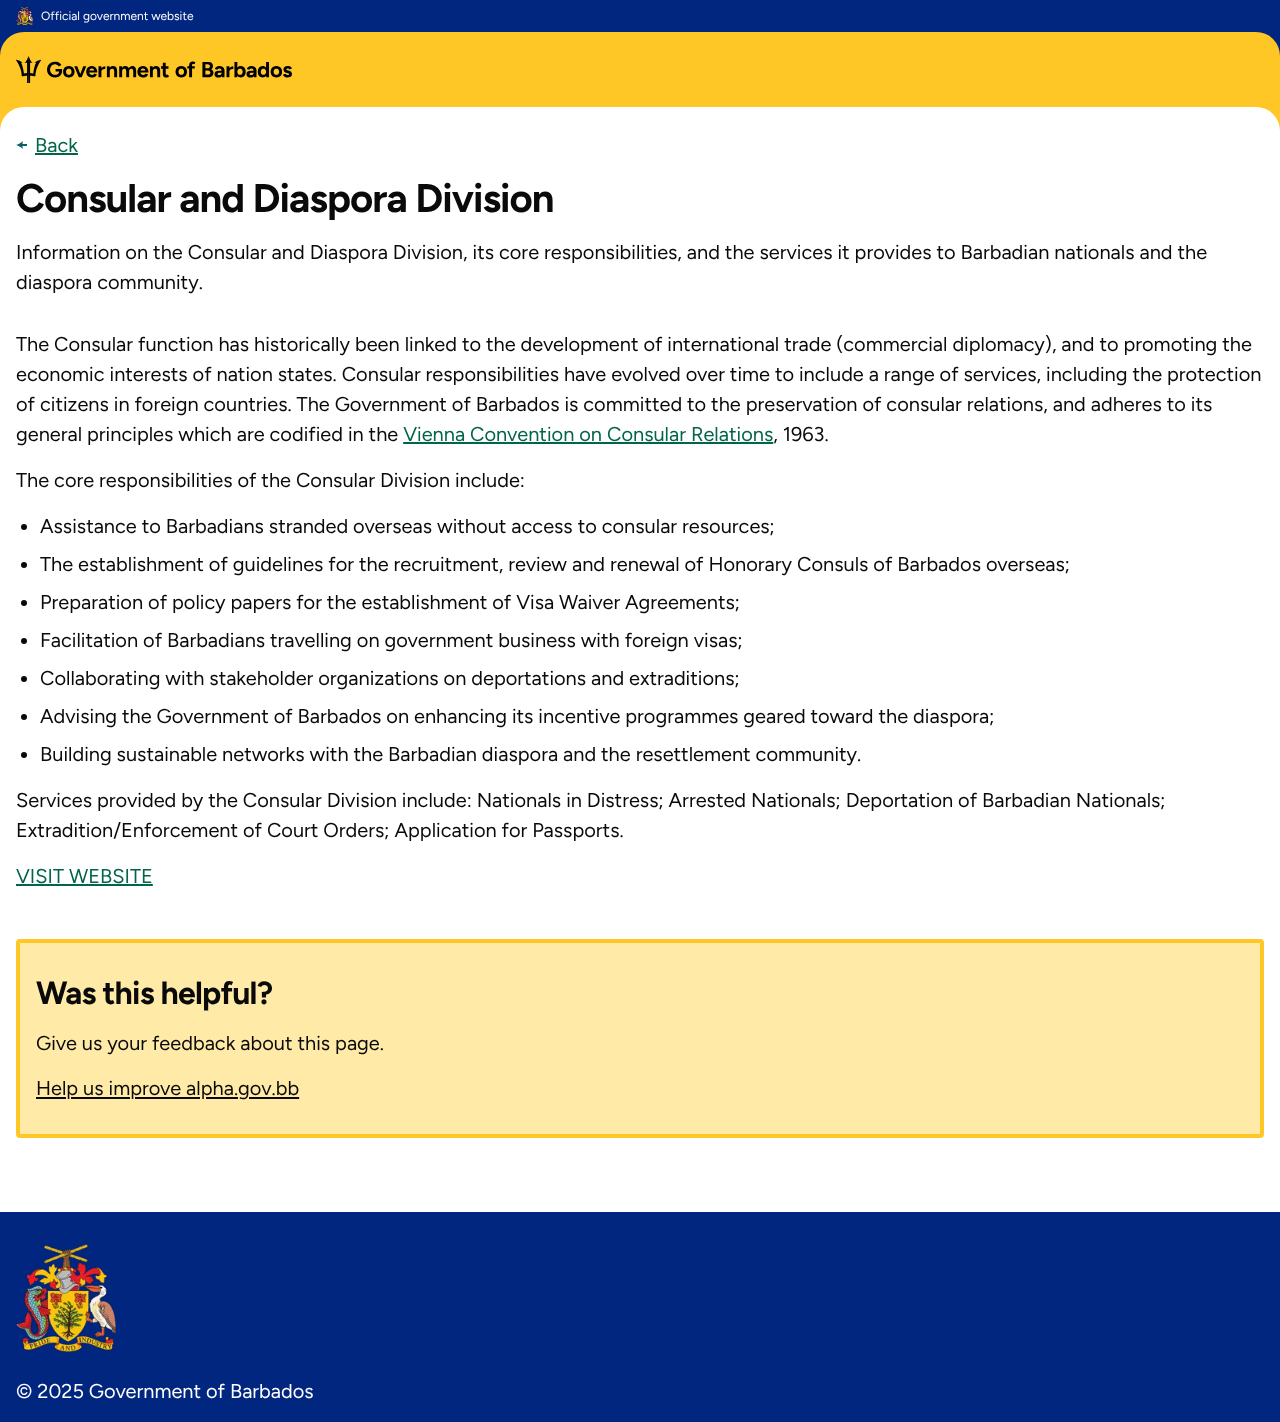 Official government website
Government of Barbados
Back
Consular and Diaspora Division
Information on the Consular and Diaspora Division, its core responsibilities, and the services it provides to Barbadian nationals and the
diaspora community.
The Consular function has historically been linked to the development of international trade (commercial diplomacy), and to promoting the
economic interests of nation states. Consular responsibilities have evolved over time to include a range of services, including the protection
of citizens in foreign countries. The Government of Barbados is committed to the preservation of consular relations, and adheres to its
general principles which are codified in the Vienna Convention on Consular Relations, 1963.
The core responsibilities of the Consular Division include:
• Assistance to Barbadians stranded overseas without access to consular resources;
• The establishment of guidelines for the recruitment, review and renewal of Honorary Consuls of Barbados overseas;
• Preparation of policy papers for the establishment of Visa Waiver Agreements;
• Facilitation of Barbadians travelling on government business with foreign visas;
• Collaborating with stakeholder organizations on deportations and extraditions;
• Advising the Government of Barbados on enhancing its incentive programmes geared toward the diaspora;
• Building sustainable networks with the Barbadian diaspora and the resettlement community.
Services provided by the Consular Division include: Nationals in Distress; Arrested Nationals; Deportation of Barbadian Nationals;
Extradition/Enforcement of Court Orders; Application for Passports.
VISIT WEBSITE
Was this helpful?
Give us your feedback about this page.
Help us improve alpha.gov.bb
PRIDE AND INDUSTRY
© 2025 Government of Barbados